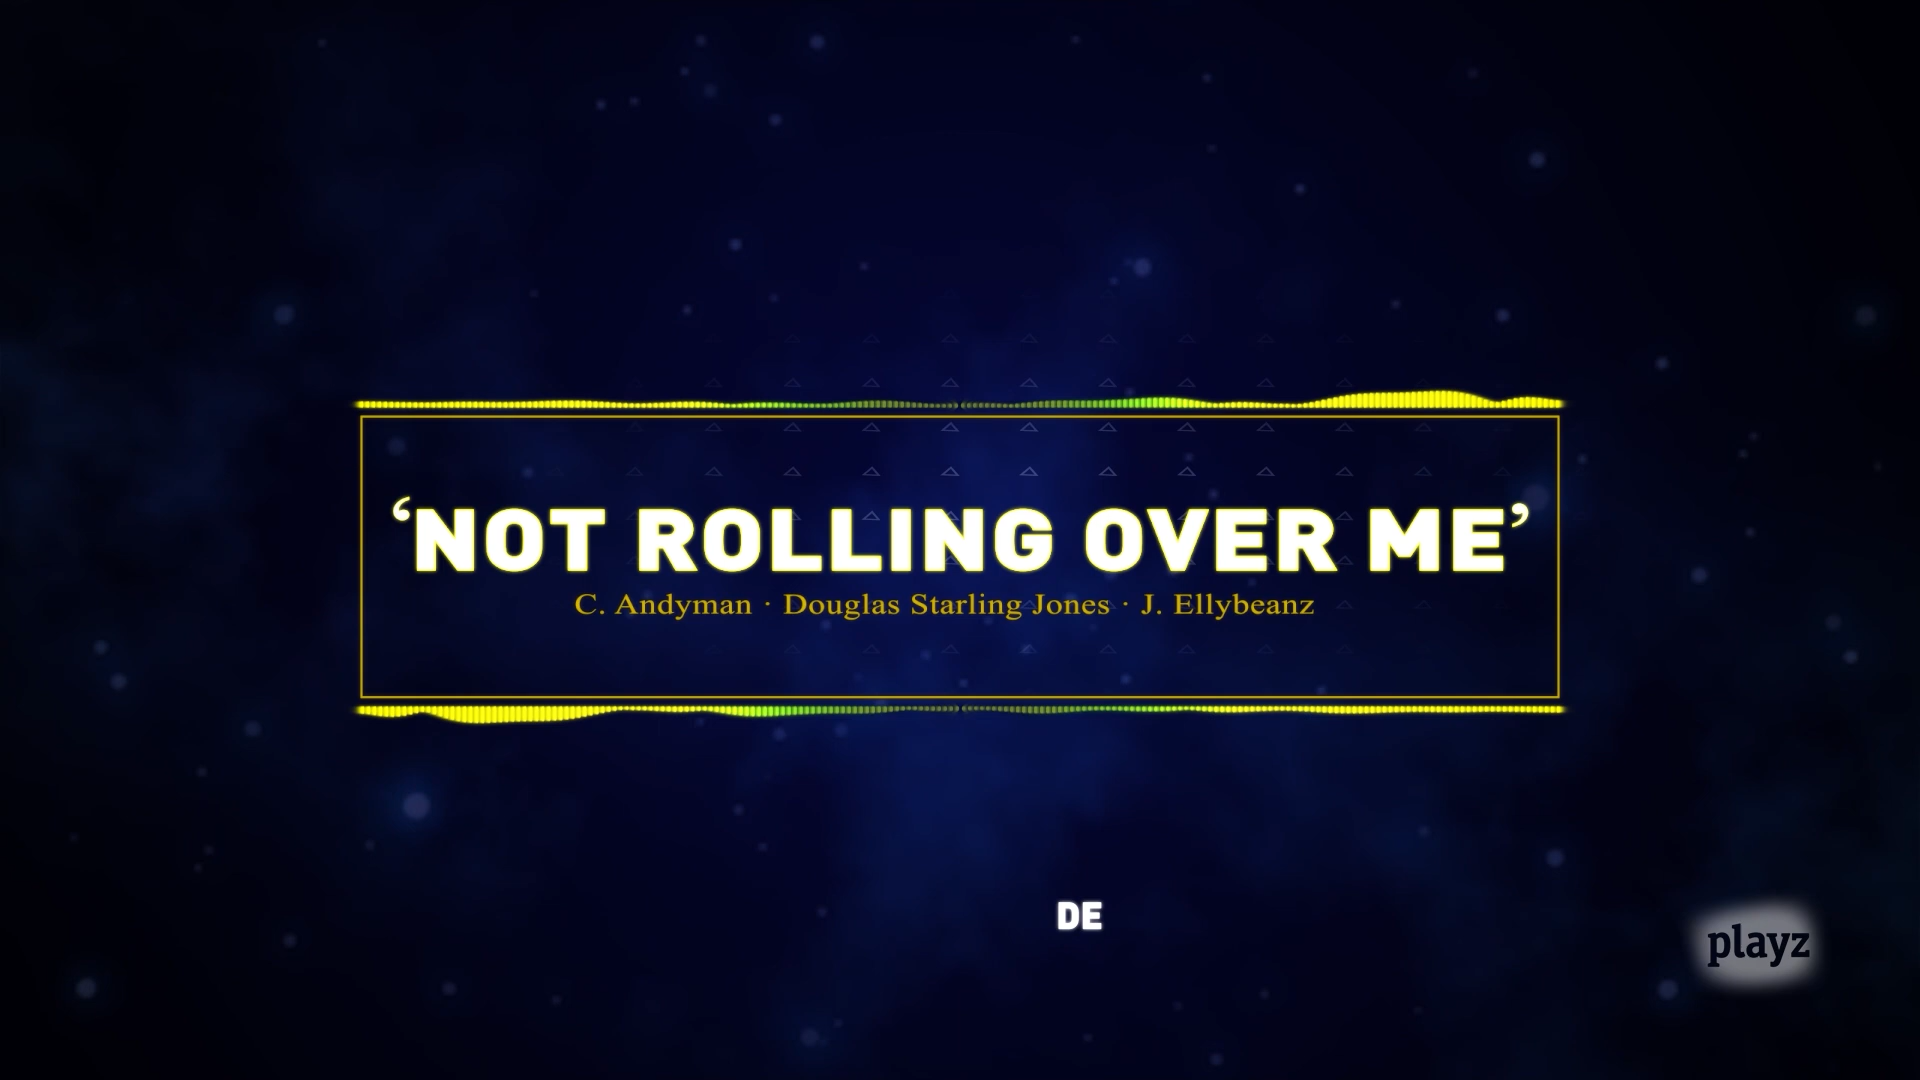 ‘NOT ROLLING OVER ME’
C. Andyman · Douglas Starling Jones · J. Ellybeanz
DE
playz